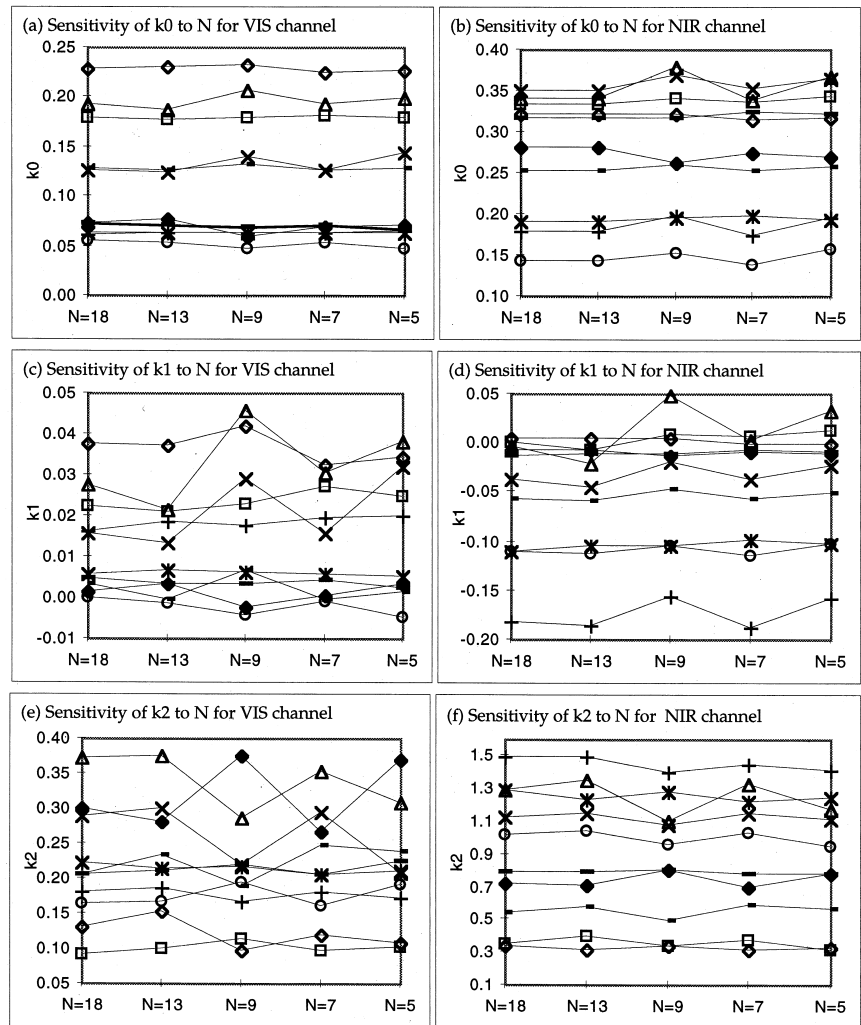 (a) Sensitivity of k0 to N for VIS channel
0.25
0.20
0.15
0.10
0.05
0.00
k0
N=18 N=13 N=9 N=7 N=5
(b) Sensitivity of k0 to N for NIR channel
0.40
0.35
0.30
0.25
0.20
0.15
0.10
k0
N=18 N=13 N=9 N=7 N=5
(c) Sensitivity of k1 to N for VIS channel
0.05
0.04
0.03
0.02
0.01
0.00
-0.01
k1
N=18 N=13 N=9 N=7 N=5
(d) Sensitivity of k1 to N for NIR channel
0.05
0.00
-0.05
-0.10
-0.15
-0.20
k1
N=18 N=13 N=9 N=7 N=5
(e) Sensitivity of k2 to N for VIS channel
0.40
0.35
0.30
0.25
0.20
0.15
0.10
0.05
k2
N=18 N=13 N=9 N=7 N=5
(f) Sensitivity of k2 to N for NIR channel
1.5
1.3
1.1
0.9
0.7
0.5
0.3
0.1
k2
N=18 N=13 N=9 N=7 N=5